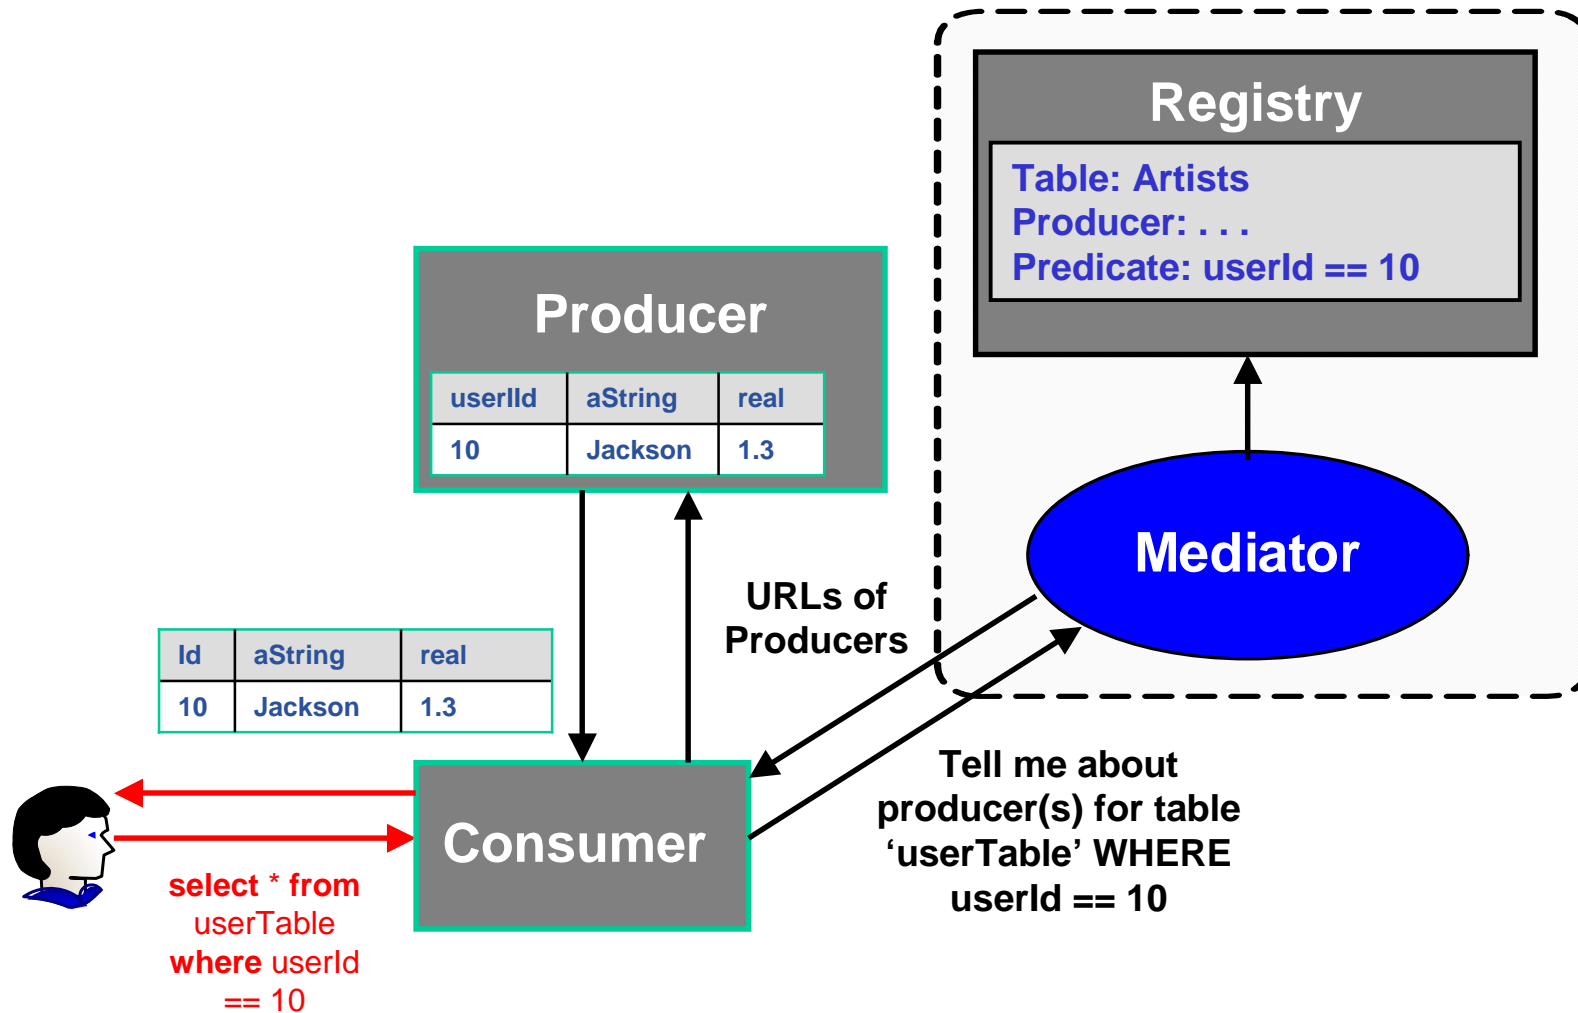 Registry
Table: Artists
Producer: . . .
Predicate: userId == 10
Producer
userIId aString real
10 Jackson 1.3
Mediator
URLs of
Producers
Id aString real
10 Jackson 1.3
Tell me about
producer(s) for table
‘userTable’ WHERE
userId == 10
Consumer
select * from
userTable
where userId
== 10